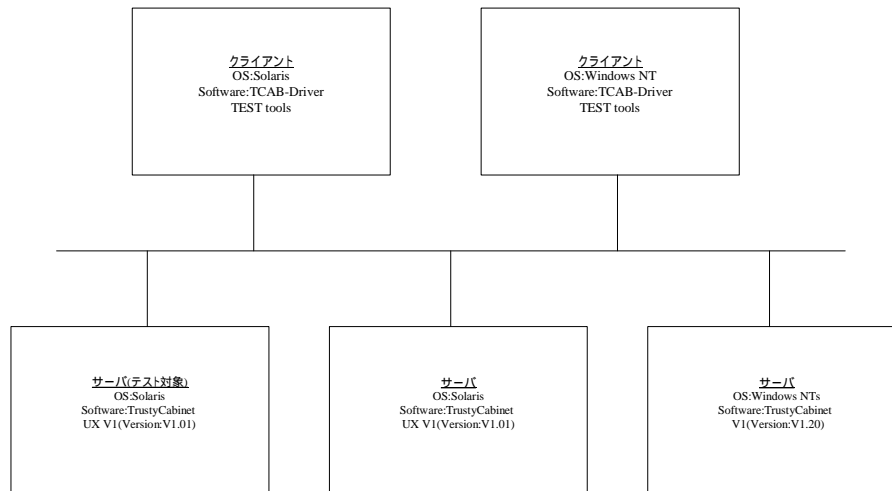 クライアント
OS:Solaris
Software:TCAB-Driver
TEST tools
クライアント
OS:Windows NT
Software:TCAB-Driver
TEST tools
サーバ(テスト対象)
OS:Solaris
Software:TrustyCabinet
UX V1(Version:V1.01)
サーバ
OS:Solaris
Software:TrustyCabinet
UX V1(Version:V1.01)
サーバ
OS:Windows NTs
Software:TrustyCabinet
V1(Version:V1.20)